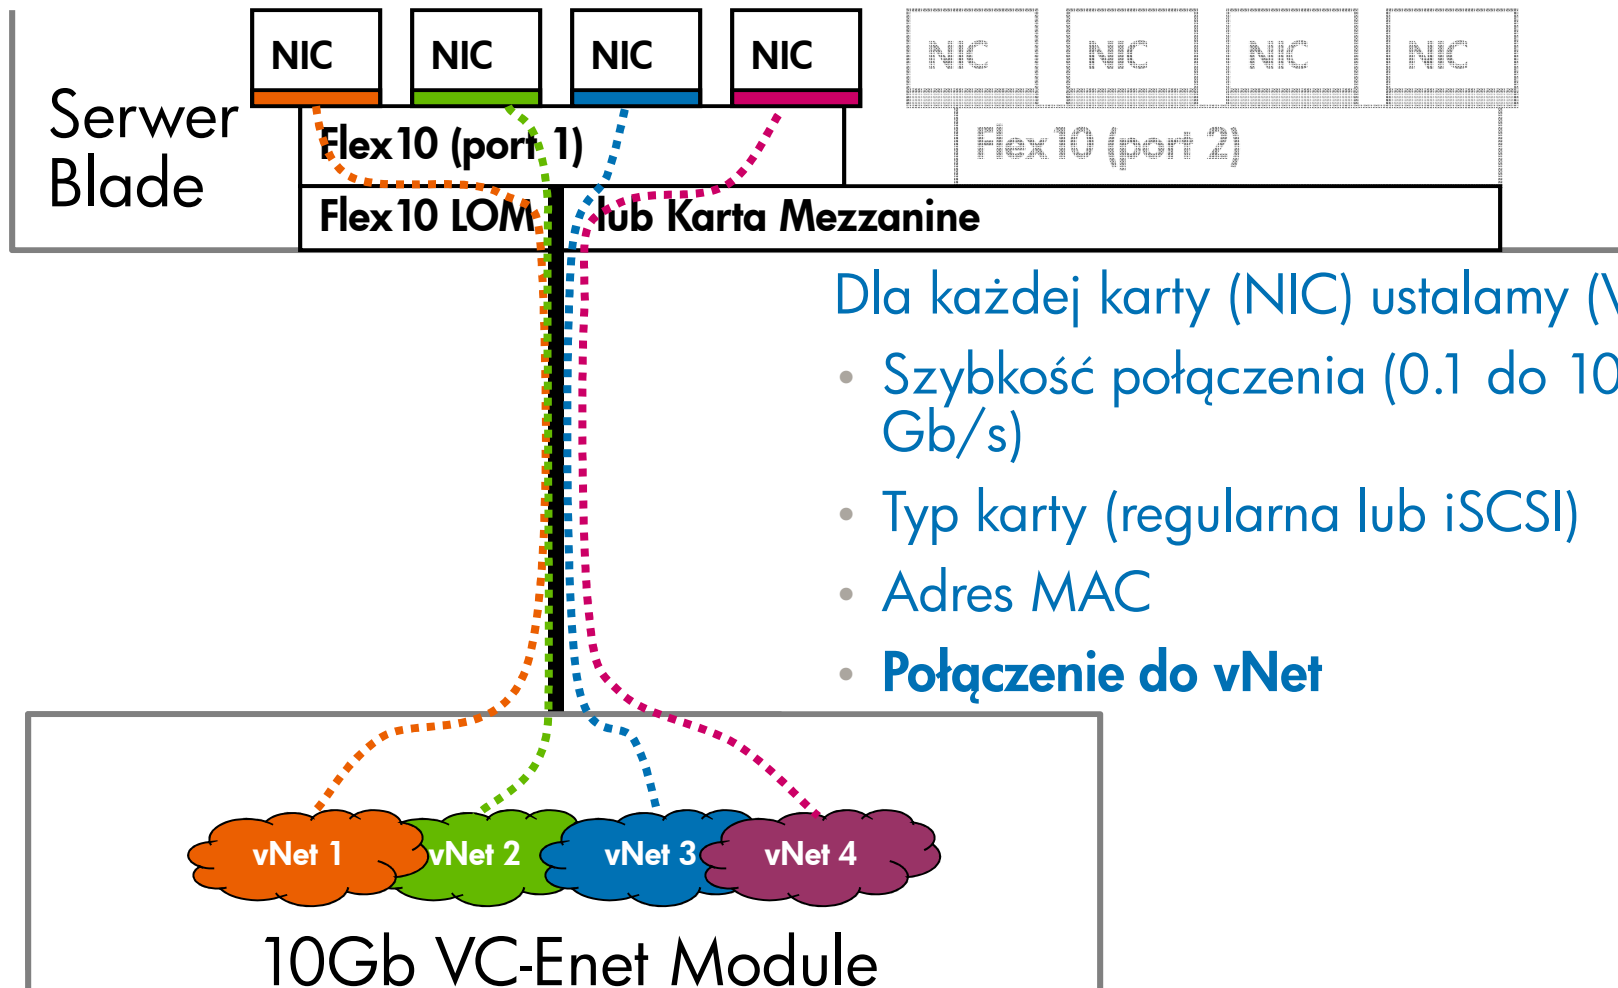 NIC NIC NIC NIC NIC NIC NIC NIC
Serwer
Blade
Flex10 (port 1) Flex10 (port 2)
Flex10 LOM lub Karta Mezzanine
Dla każdej karty (NIC) ustalamy (
• Szybkość połączenia (0.1 do 10
Gb/s)
• Typ karty (regularna lub iSCSI)
• Adres MAC
• Połączenie do vNet
vNet 1 vNet 2 vNet 3 vNet 4
10Gb VC-Enet Module